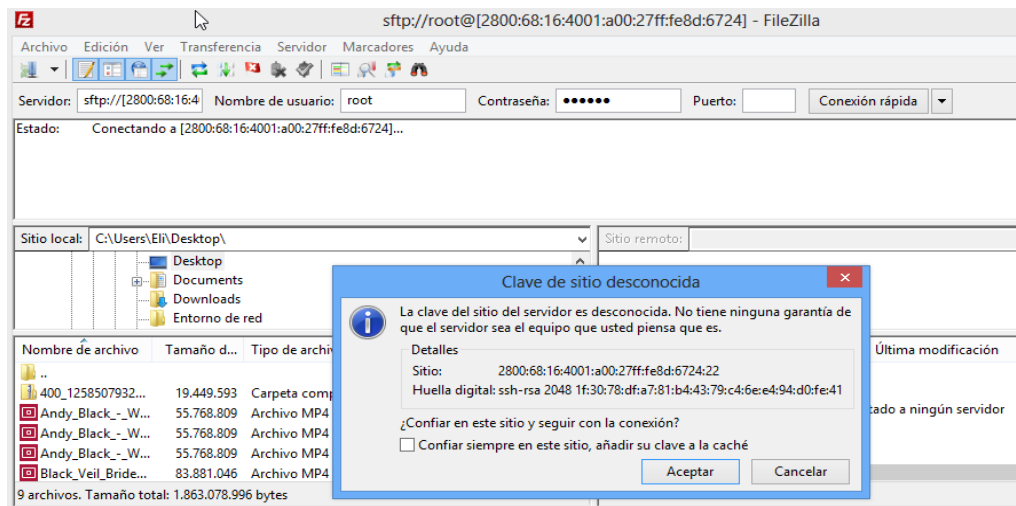 sftp://root@[2800:68:16:4001:a00:27ff:fe8d:6724] - FileZilla
Archivo Edición Ver Transferencia Servidor Marcadores Ayuda
Servidor: sftp://[2800:68:16:4 Nombre de usuario: root Contraseña: ●●●●●● Puerto: Conexión rápida
Estado: Conectando a [2800:68:16:4001:a00:27ff:fe8d:6724]...
Sitio local: C:\Users\Eli\Desktop\ Sitio remoto:
Desktop
Documents
Downloads
Entorno de red
Nombre de archivo Tamaño d... Tipo de archi Última modificación
..
400_1258507932... 19.449.593 Carpeta comp
Andy_Black_-_W... 55.768.809 Archivo MP4 tado a ningún servidor
Andy_Black_-_W... 55.768.809 Archivo MP4
Andy_Black_-_W... 55.768.809 Archivo MP4
Black_Veil_Bride... 83.881.046 Archivo MP4
9 archivos. Tamaño total: 1.863.078.996 bytes
Clave de sitio desconocida
La clave del sitio del servidor es desconocida. No tiene ninguna garantía de
que el servidor sea el equipo que usted piensa que es.
Detalles
Sitio: 2800:68:16:4001:a00:27ff:fe8d:6724:22
Huella digital: ssh-rsa 2048 1f:30:78:df:a7:81:b4:43:79:c4:6e:e4:94:d0:fe:41
¿Confiar en este sitio y seguir con la conexión?
Confiar siempre en este sitio, añadir su clave a la caché
Aceptar Cancelar